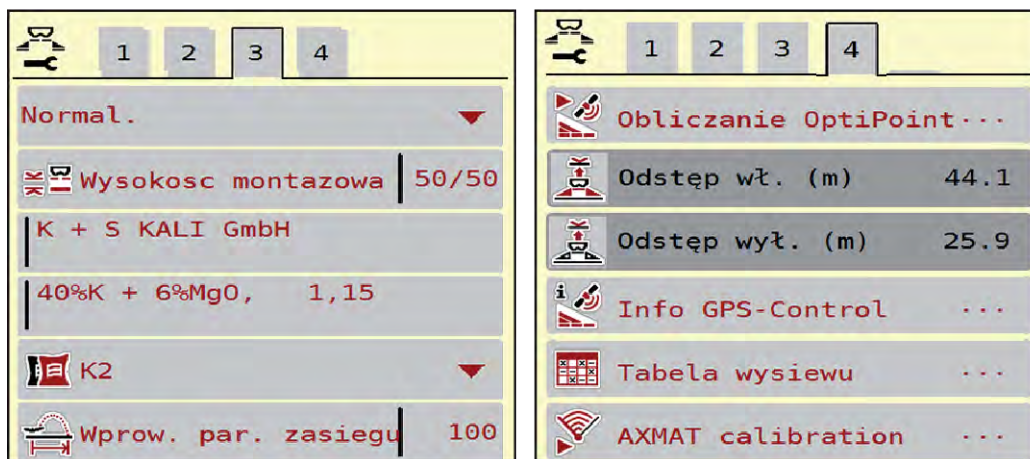 1 2 3 4
Normal.
Wysokosc montazowa 50/50
K + S KALI GmbH
40%K + 6%MgO, 1,15
K2
Wprow. par. zasiegu 100
1 2 3 4
Obliczanie OptiPoint ...
Odstęp wł. (m) 44.1
Odstęp wył. (m) 25.9
i
Info GPS-Control ...
Tabela wysiewu ...
AXMAT calibration ...